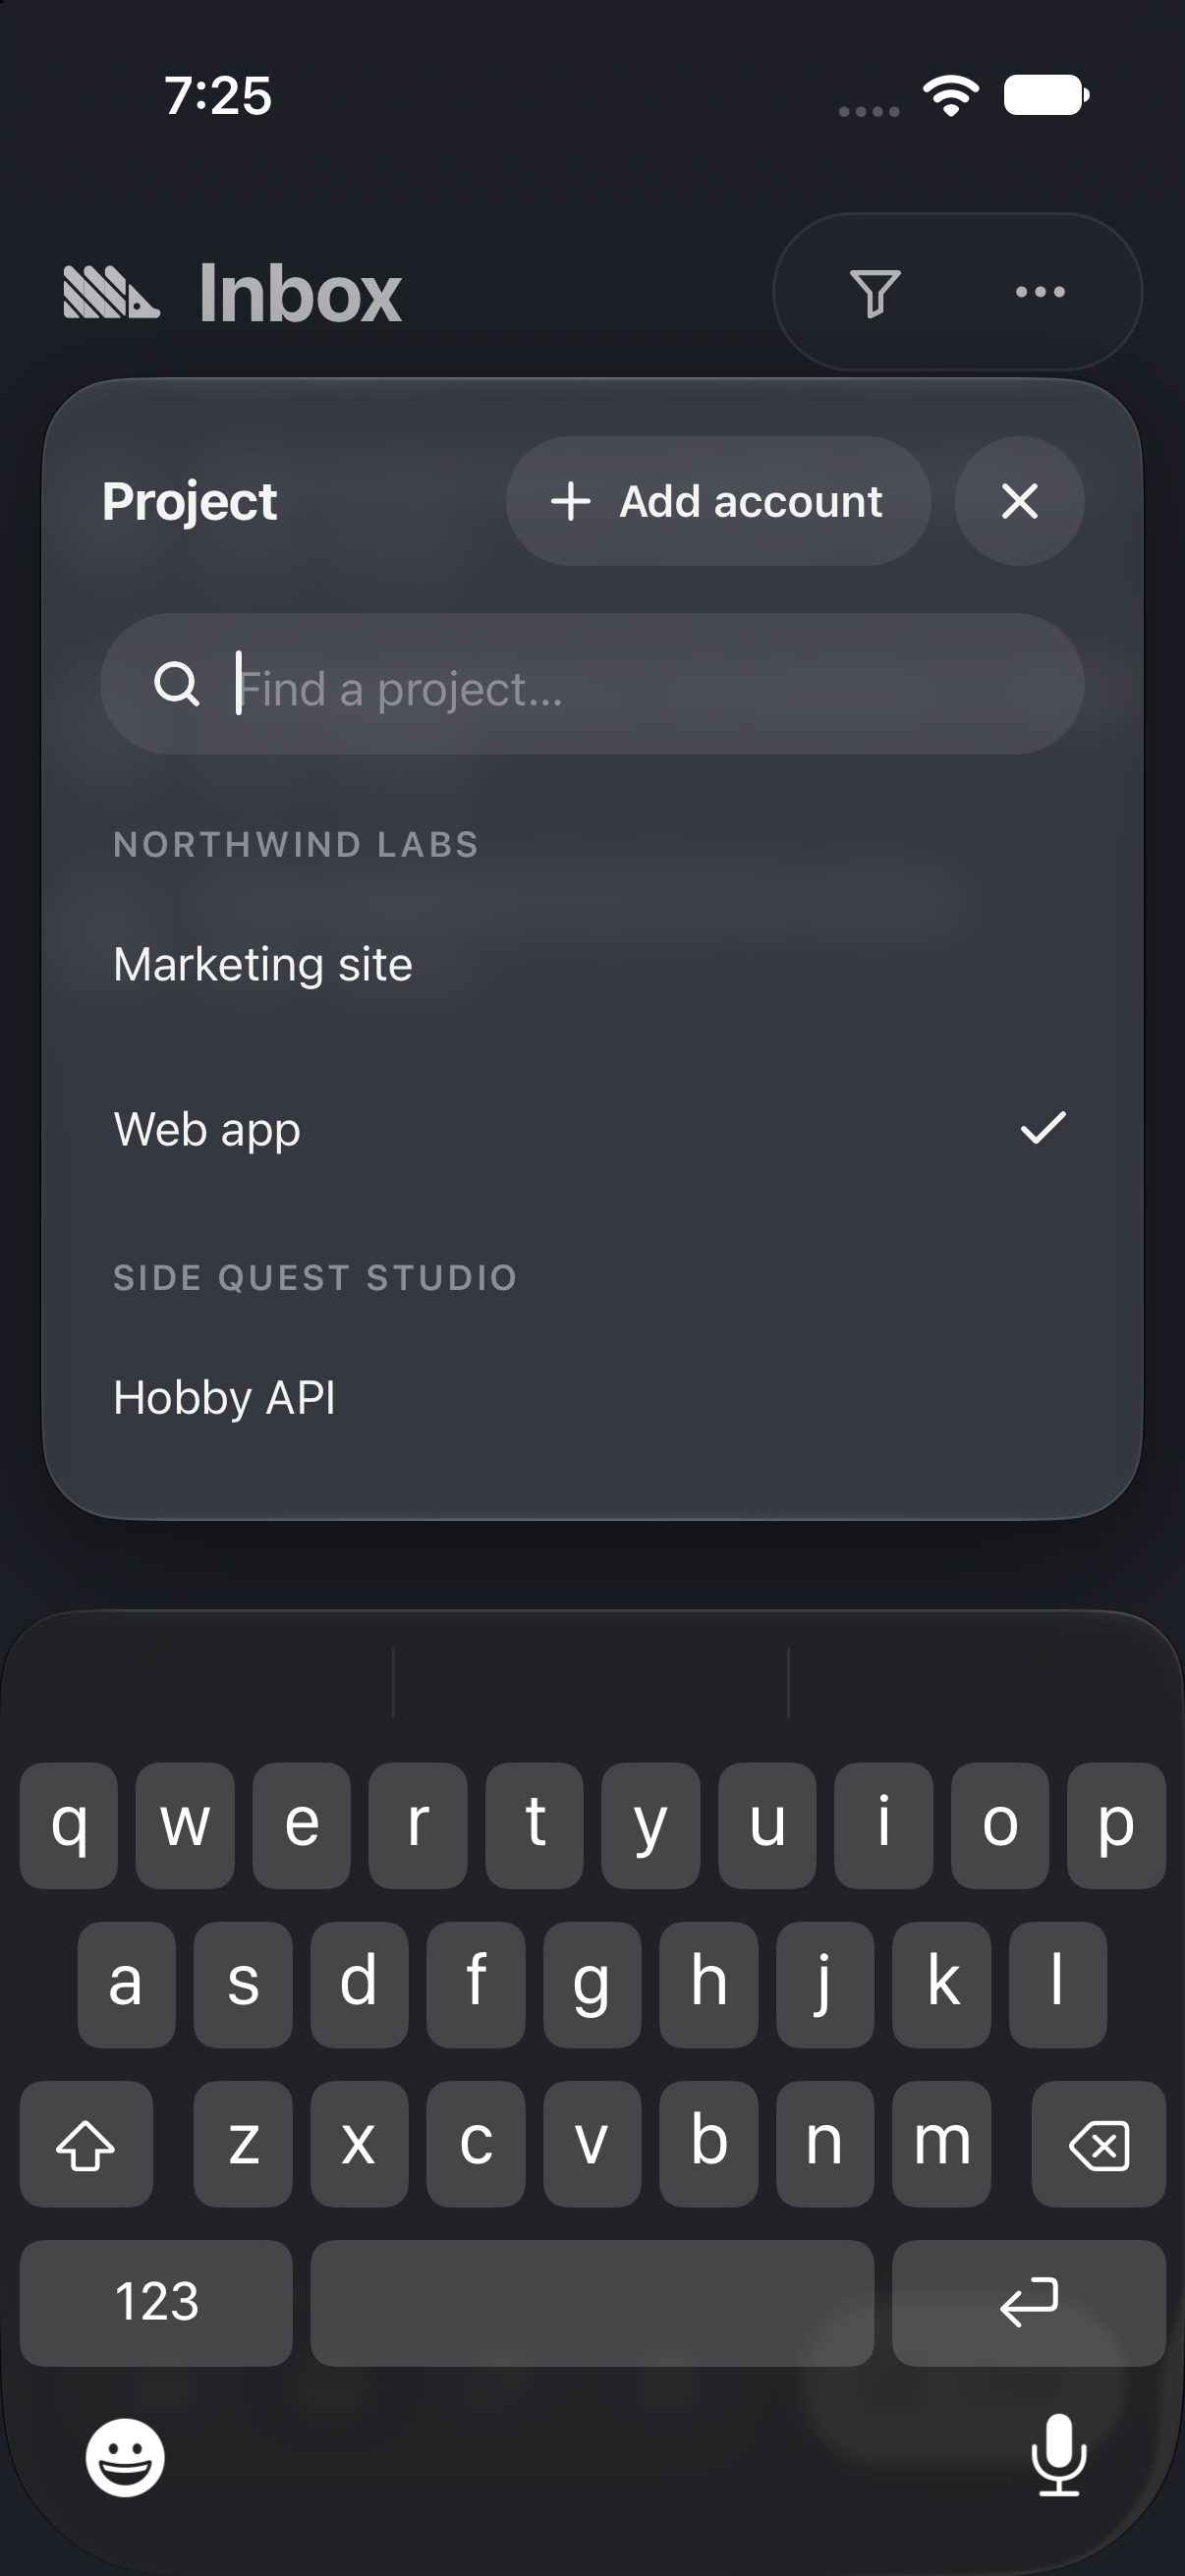 7:25
Inbox
Project
Add account
Find a project...
NORTHWIND LABS
Marketing site
Web app
SIDE QUEST STUDIO
Hobby API
q w e r t y u i o p
a s d f g h j k l
z x c v b n m
123